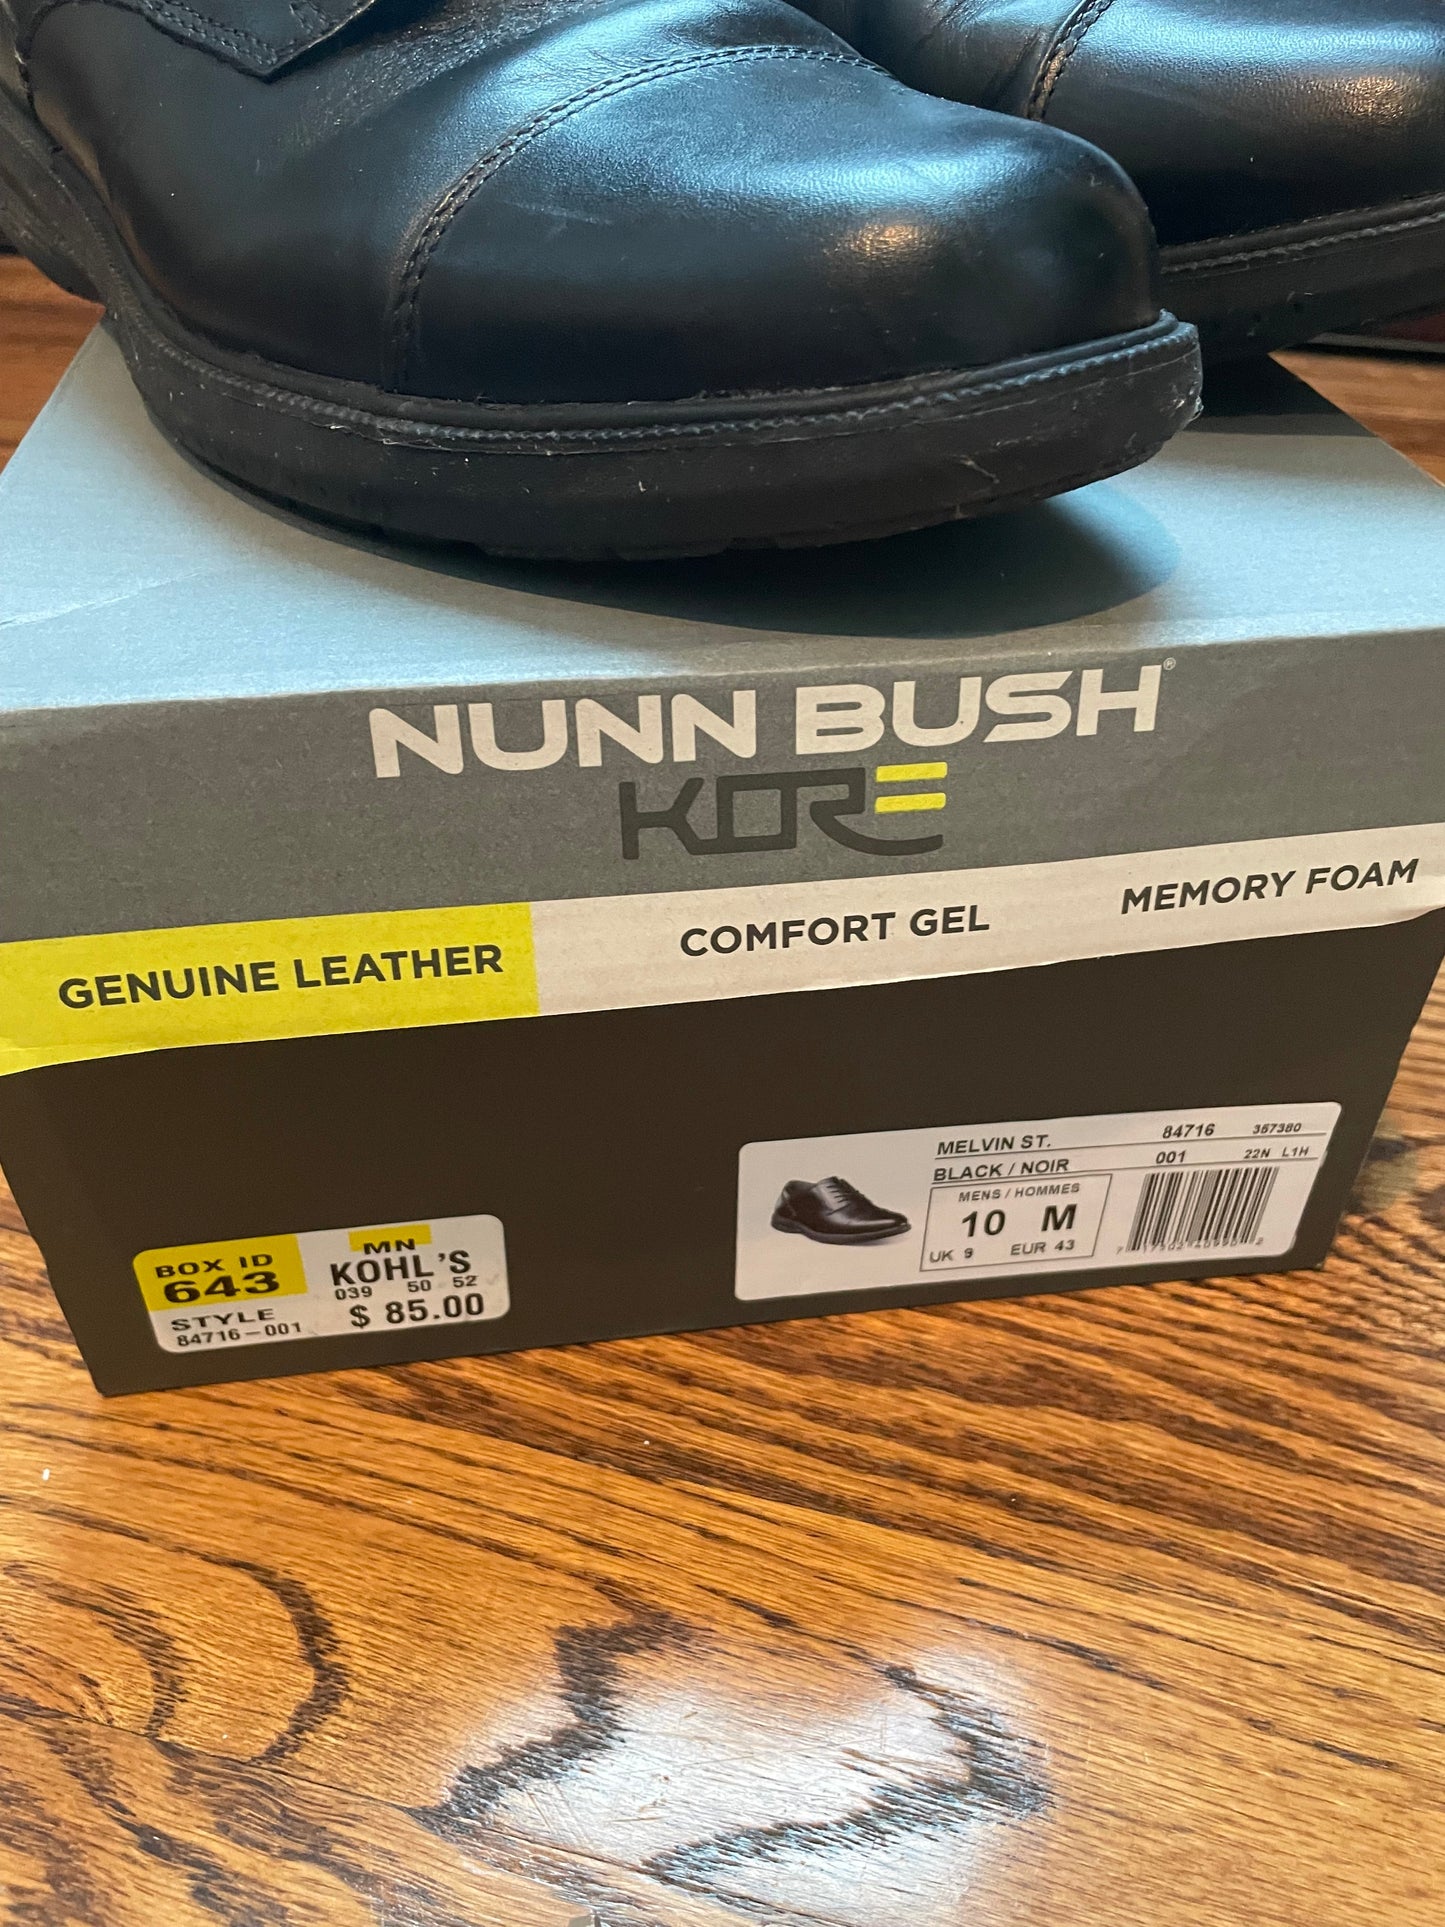 NUNN BUSH®
KORE
GENUINE LEATHER COMFORT GEL MEMORY FOAM
MELVIN ST. 84716 357380
BLACK / NOIR 001 22N L1H
MENS / HOMMES
10 M
UK 9 EUR 43
BOX ID
643
STYLE
84716-001
MN
KOHL'S
039 50 52
$ 85.00